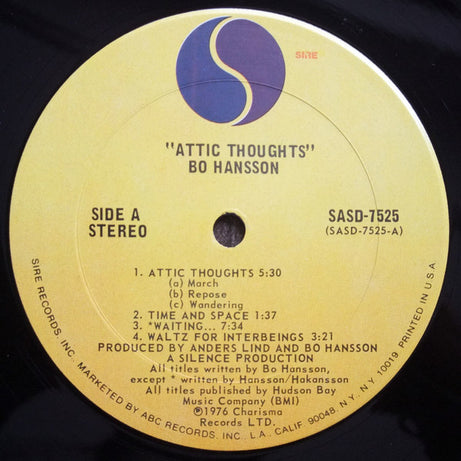 SIRE
"ATTIC THOUGHTS"
BO HANSSON
SIDE A
STEREO
SASD-7525
(SASD-7525-A)
1. ATTIC THOUGHTS 5:30
(a) March
(b) Repose
(c) Wandering
2. TIME AND SPACE 1:37
3. *WAITING... 7:34
4. WALTZ FOR INTERBEINGS 3:21
PRODUCED BY ANDERS LIND AND BO HANSSON
A SILENCE PRODUCTION
All titles written by Bo Hansson,
except * written by Hansson/Hakansson
All titles published by Hudson Bay
Music Company (BMI)
℗1976 Charisma
Records LTD.
SIRE RECORDS, INC. MARKETED BY ABC RECORDS, INC. L.A., CALIF. 90048, N.Y., N.Y. 10019 PRINTED IN U.S.A.